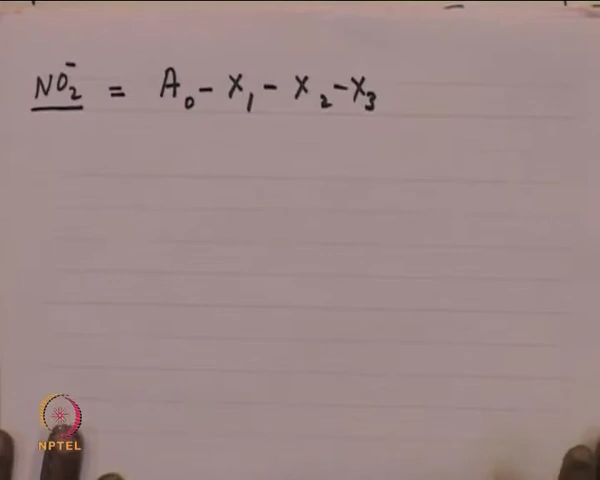 NO₂⁻ = A₀ - X₁ - X₂ - X₃
NPTEL